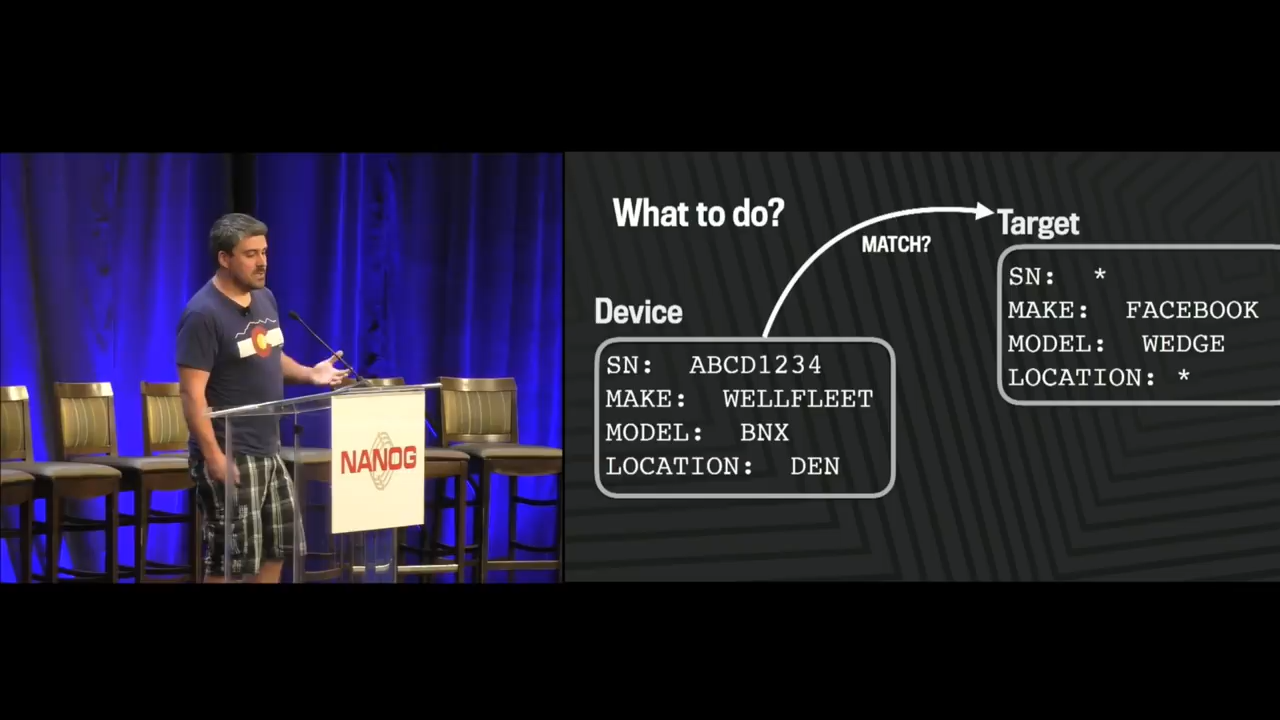 What to do?
MATCH?
Target
SN: *
MAKE: FACEBOOK
MODEL: WEDGE
LOCATION: *
Device
SN: ABCD1234
MAKE: WELLFLEET
MODEL: BNX
LOCATION: DEN
NANOG